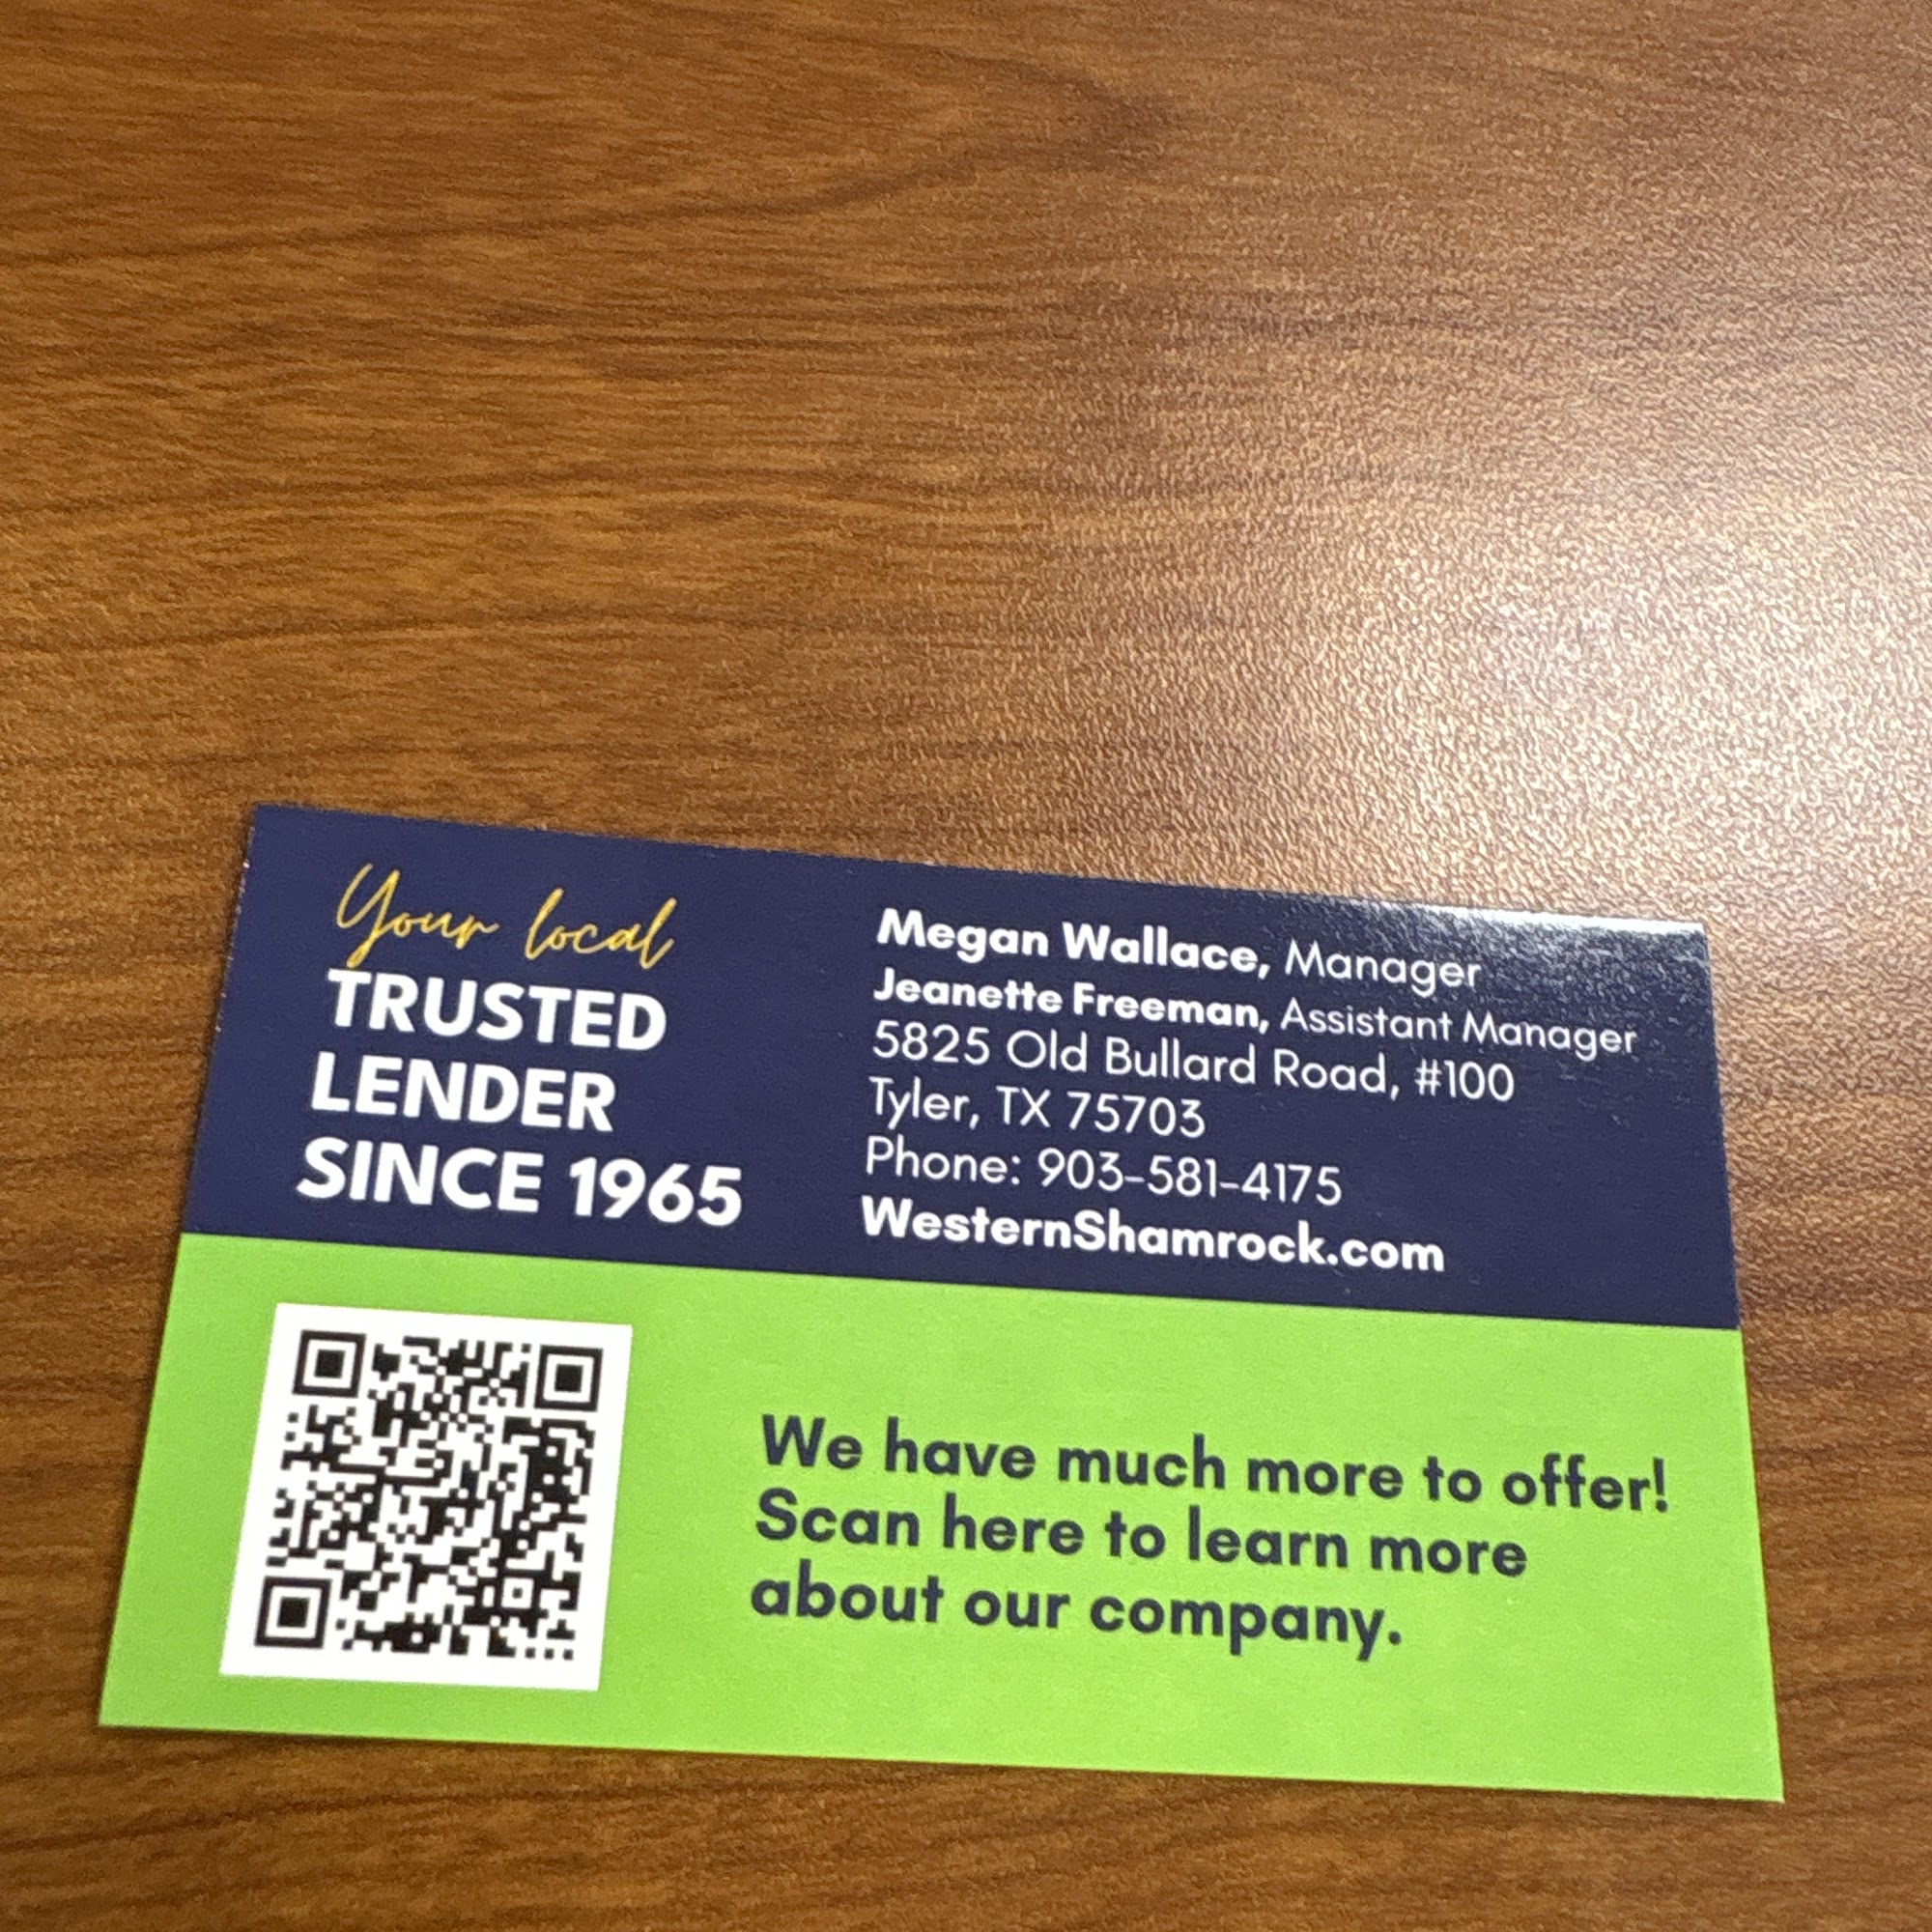 Your local
TRUSTED
LENDER
SINCE 1965
Megan Wallace, Manager
Jeanette Freeman, Assistant Manager
5825 Old Bullard Road, #100
Tyler, TX 75703
Phone: 903-581-4175
WesternShamrock.com
We have much more to offer!
Scan here to learn more
about our company.